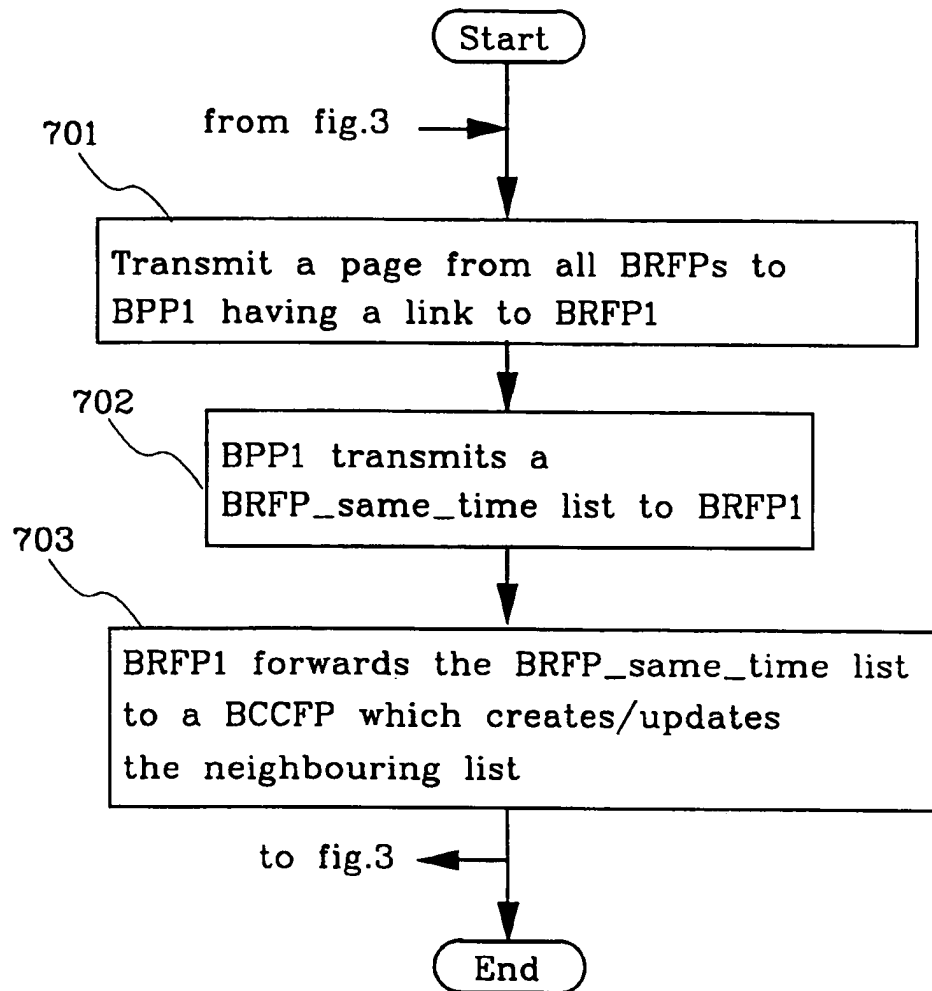 Start
from fig.3
701
Transmit a page from all BRFPs to
BPP1 having a link to BRFP1
702
BPP1 transmits a
BRFP_same_time list to BRFP1
703
BRFP1 forwards the BRFP_same_time list
to a BCCFP which creates/updates
the neighbouring list
to fig.3
End